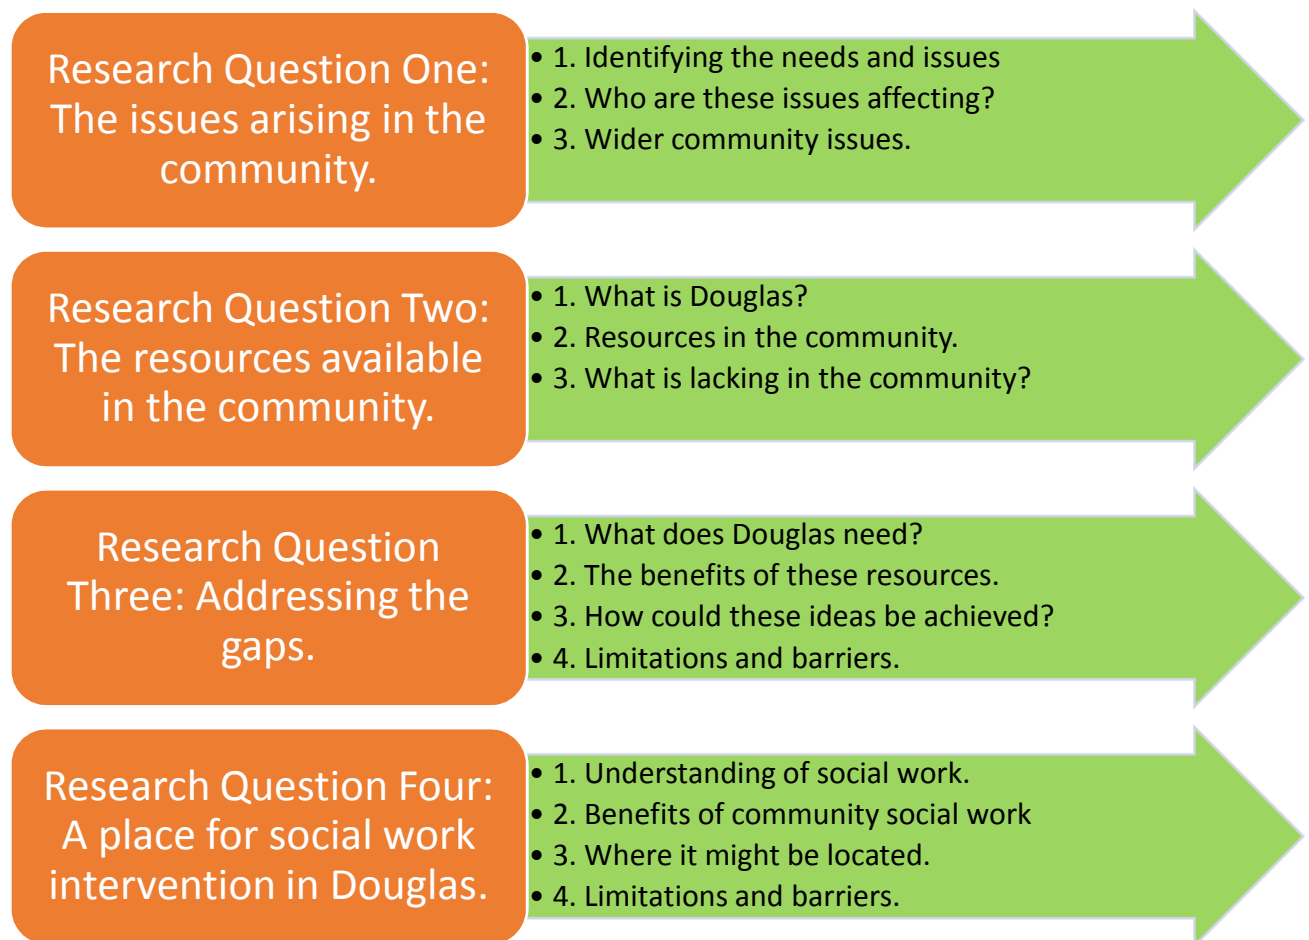 Research Question One:
The issues arising in the
community.
• 1. Identifying the needs and issues
• 2. Who are these issues affecting?
• 3. Wider community issues.
Research Question Two:
The resources available
in the community.
• 1. What is Douglas?
• 2. Resources in the community.
• 3. What is lacking in the community?
Research Question
Three: Addressing the
gaps.
• 1. What does Douglas need?
• 2. The benefits of these resources.
• 3. How could these ideas be achieved?
• 4. Limitations and barriers.
Research Question Four:
A place for social work
intervention in Douglas.
• 1. Understanding of social work.
• 2. Benefits of community social work
• 3. Where it might be located.
• 4. Limitations and barriers.